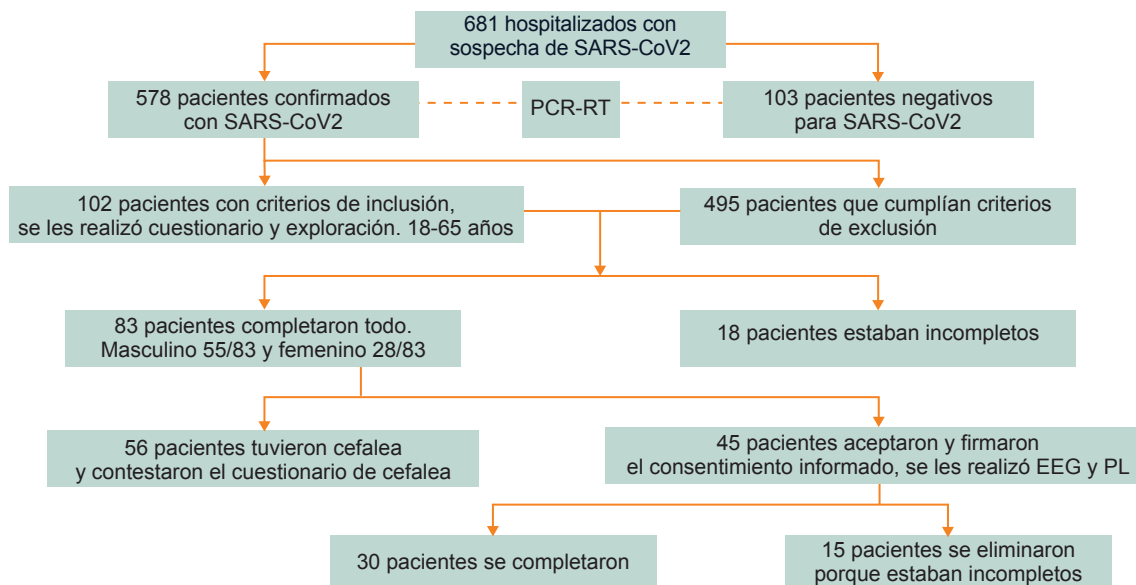 681 hospitalizados con
sospecha de SARS-CoV2
578 pacientes confirmados
con SARS-CoV2
PCR-RT
103 pacientes negativos
para SARS-CoV2
102 pacientes con criterios de inclusión,
se les realizó cuestionario y exploración. 18-65 años
495 pacientes que cumplían criterios
de exclusión
83 pacientes completaron todo.
Masculino 55/83 y femenino 28/83
18 pacientes estaban incompletos
56 pacientes tuvieron cefalea
y contestaron el cuestionario de cefalea
45 pacientes aceptaron y firmaron
el consentimiento informado, se les realizó EEG y PL
30 pacientes se completaron
15 pacientes se eliminaron
porque estaban incompletos